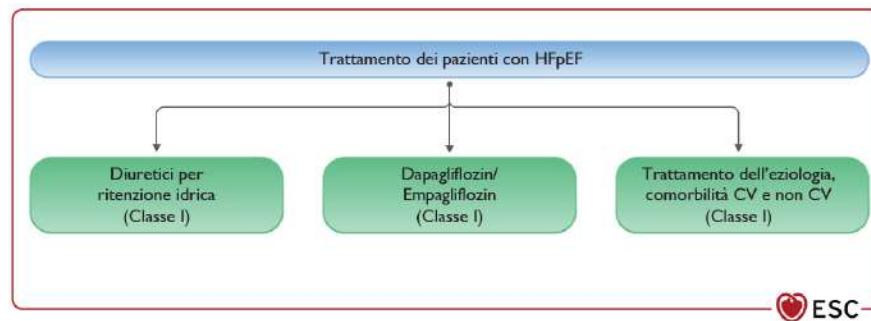 Trattamento dei pazienti con HFpEF
Diuretici per
ritenzione idrica
(Classe I)
Dapagliflozin/
Empagliflozin
(Classe I)
Trattamento dell'eziologia,
comorbilità CV e non CV
(Classe I)
ESC